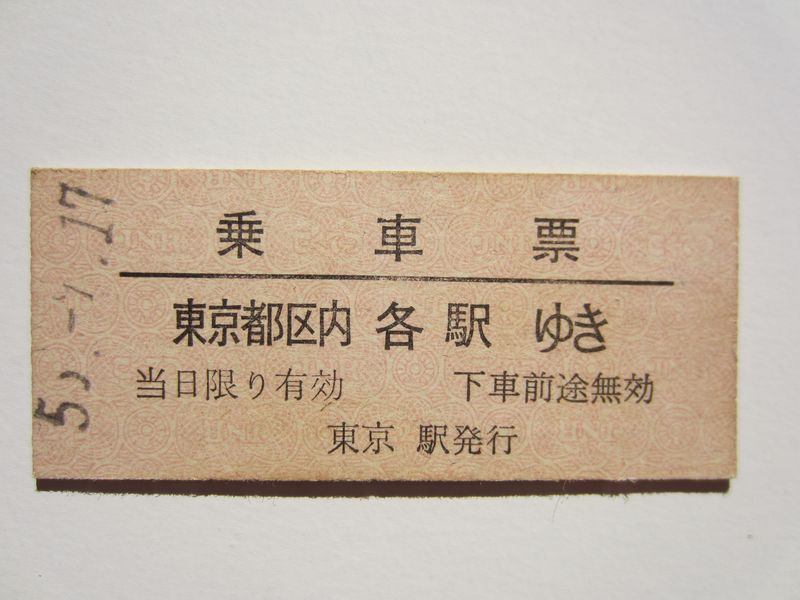 乗車票
東京都区内 各駅 ゆき
当日限り有効 下車前途無効
東京 駅発行